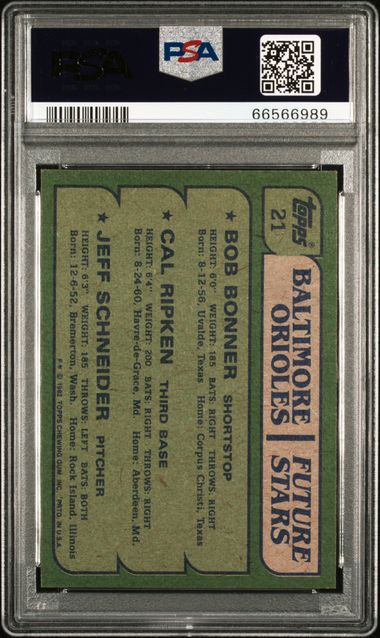 PSA
PSA
66566989
Topps
21
BALTIMORE ORIOLES
FUTURE STARS
★ BOB BONNER SHORTSTOP
HEIGHT: 6'0" WEIGHT: 185 BATS: RIGHT THROWS: RIGHT
Born: 8-12-56, Uvalde, Texas Home: Corpus Christi, Texas
★ CAL RIPKEN THIRD BASE
HEIGHT: 6'4" WEIGHT: 200 BATS: RIGHT THROWS: RIGHT
Born: 8-24-60, Havre-de-Grace, Md. Home: Aberdeen, Md.
★ JEFF SCHNEIDER PITCHER
HEIGHT: 6'3" WEIGHT: 185 THROWS: LEFT BATS: BOTH
Born: 12-6-52, Bremerton, Wash. Home: Rock Island, Illinois
© 1982 TOPPS CHEWING GUM, INC. PRTD. IN U.S.A.